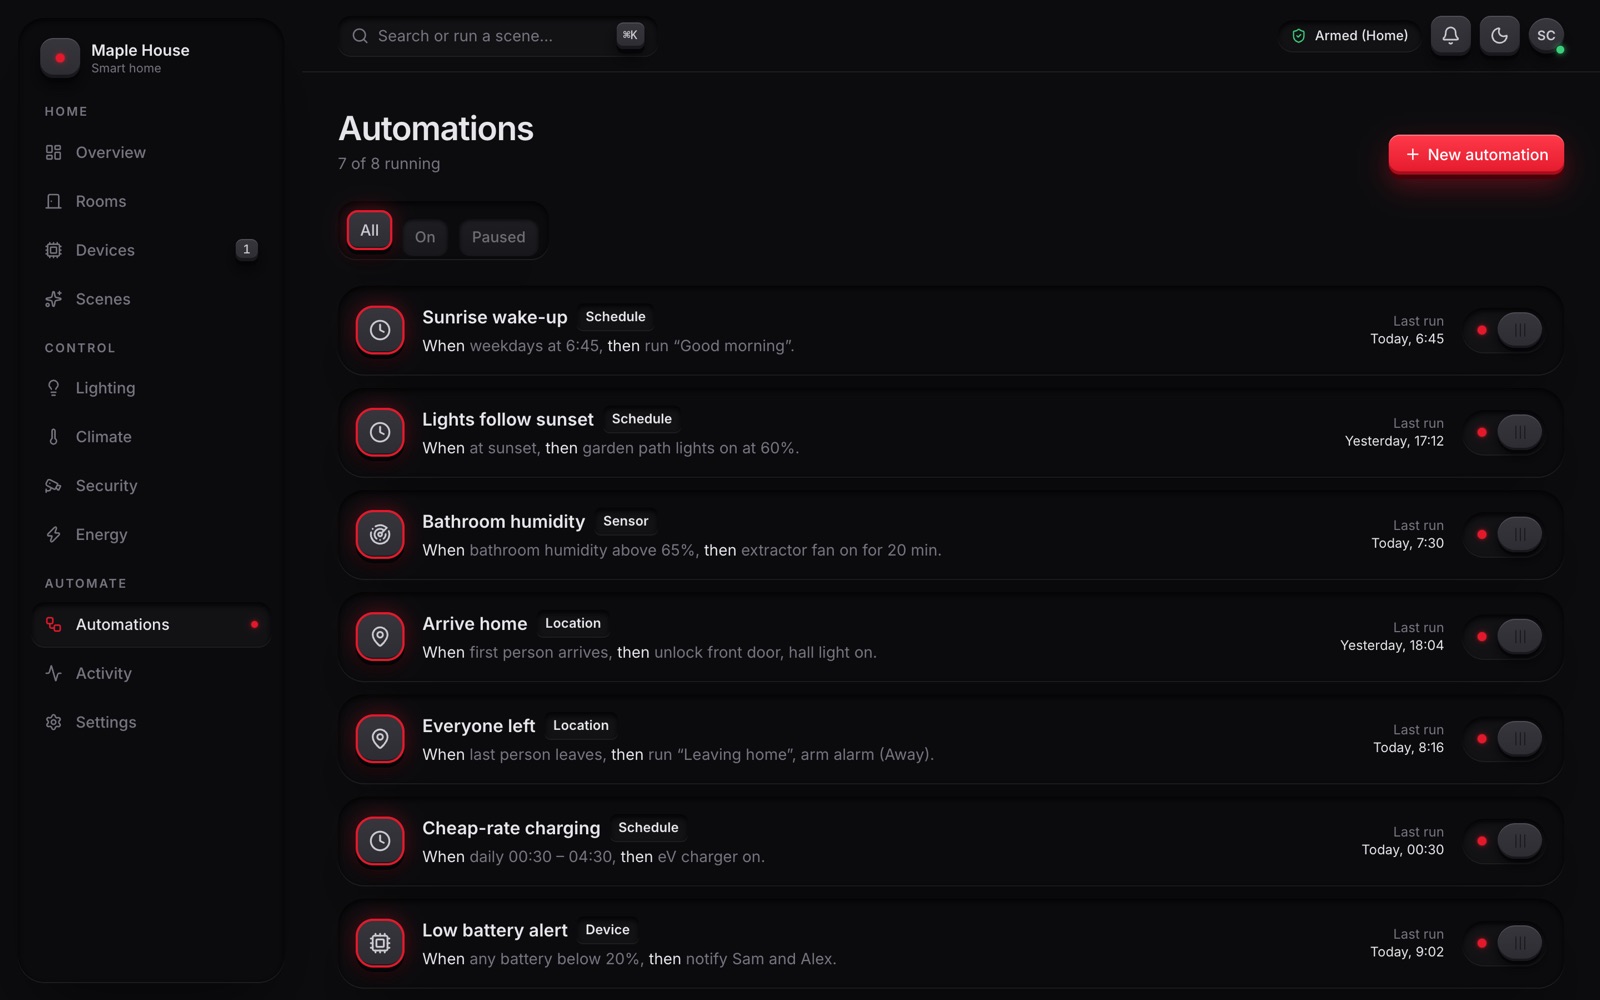 Maple House
Smart home
HOME
Overview
Rooms
Devices 1
Scenes
CONTROL
Lighting
Climate
Security
Energy
AUTOMATE
Automations
Activity
Settings
Search or run a scene... ⌘K
Armed (Home)
SC
Automations
7 of 8 running
+ New automation
All On Paused
Sunrise wake-up Schedule
When weekdays at 6:45, then run “Good morning”.
Last run
Today, 6:45
Lights follow sunset Schedule
When at sunset, then garden path lights on at 60%.
Last run
Yesterday, 17:12
Bathroom humidity Sensor
When bathroom humidity above 65%, then extractor fan on for 20 min.
Last run
Today, 7:30
Arrive home Location
When first person arrives, then unlock front door, hall light on.
Last run
Yesterday, 18:04
Everyone left Location
When last person leaves, then run “Leaving home”, arm alarm (Away).
Last run
Today, 8:16
Cheap-rate charging Schedule
When daily 00:30 – 04:30, then eV charger on.
Last run
Today, 00:30
Low battery alert Device
When any battery below 20%, then notify Sam and Alex.
Last run
Today, 9:02